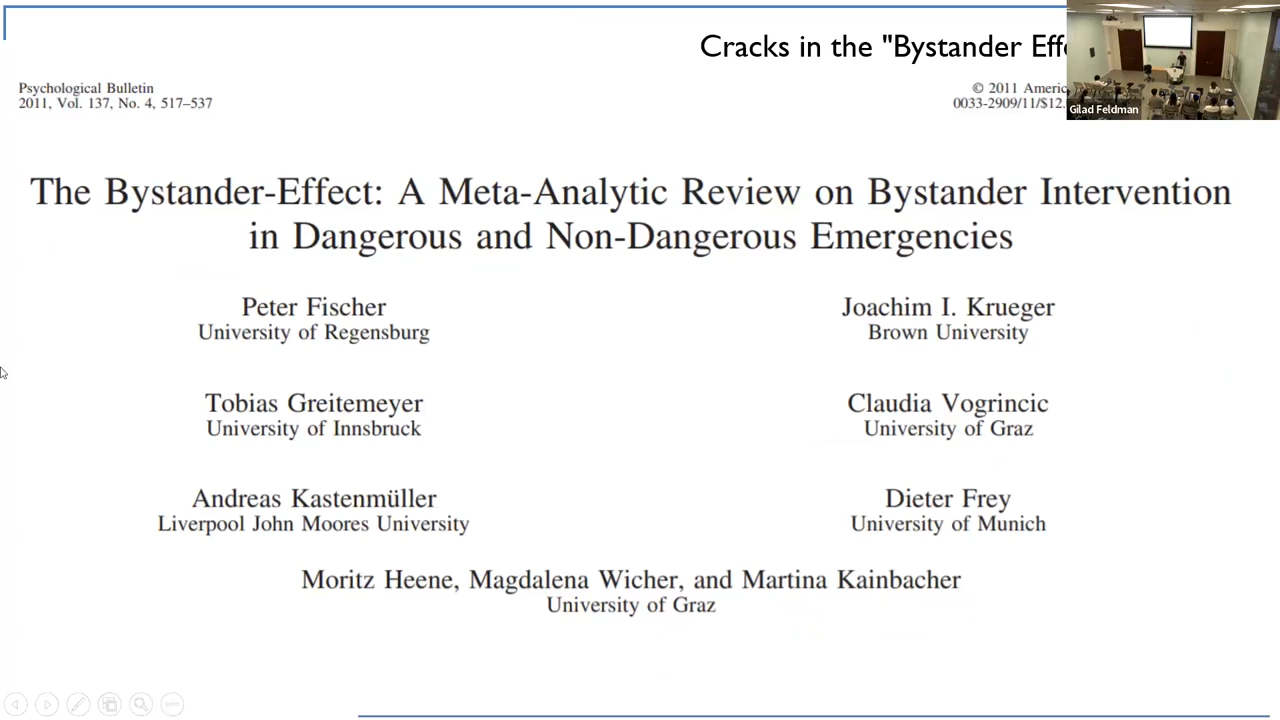 Cracks in the "Bystander Eff
Gilad Feldman
Psychological Bulletin
2011, Vol. 137, No. 4, 517–537
© 2011 Americ
0033-2909/11/$12.
The Bystander-Effect: A Meta-Analytic Review on Bystander Intervention
in Dangerous and Non-Dangerous Emergencies
Peter Fischer
University of Regensburg
Joachim I. Krueger
Brown University
Tobias Greitemeyer
University of Innsbruck
Claudia Vogrincic
University of Graz
Andreas Kastenmüller
Liverpool John Moores University
Dieter Frey
University of Munich
Moritz Heene, Magdalena Wicher, and Martina Kainbacher
University of Graz